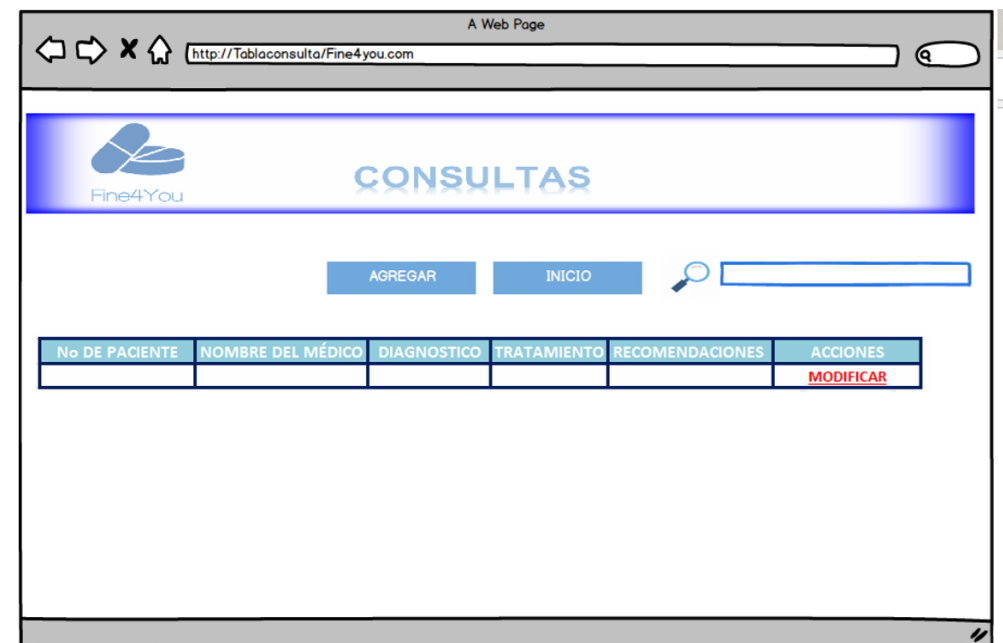 A Web Page
http://Tablaconsulta/Fine4you.com
Fine4You
CONSULTAS
AGREGAR INICIO
No DE PACIENTE NOMBRE DEL MÉDICO DIAGNOSTICO TRATAMIENTO RECOMENDACIONES ACCIONES
MODIFICAR